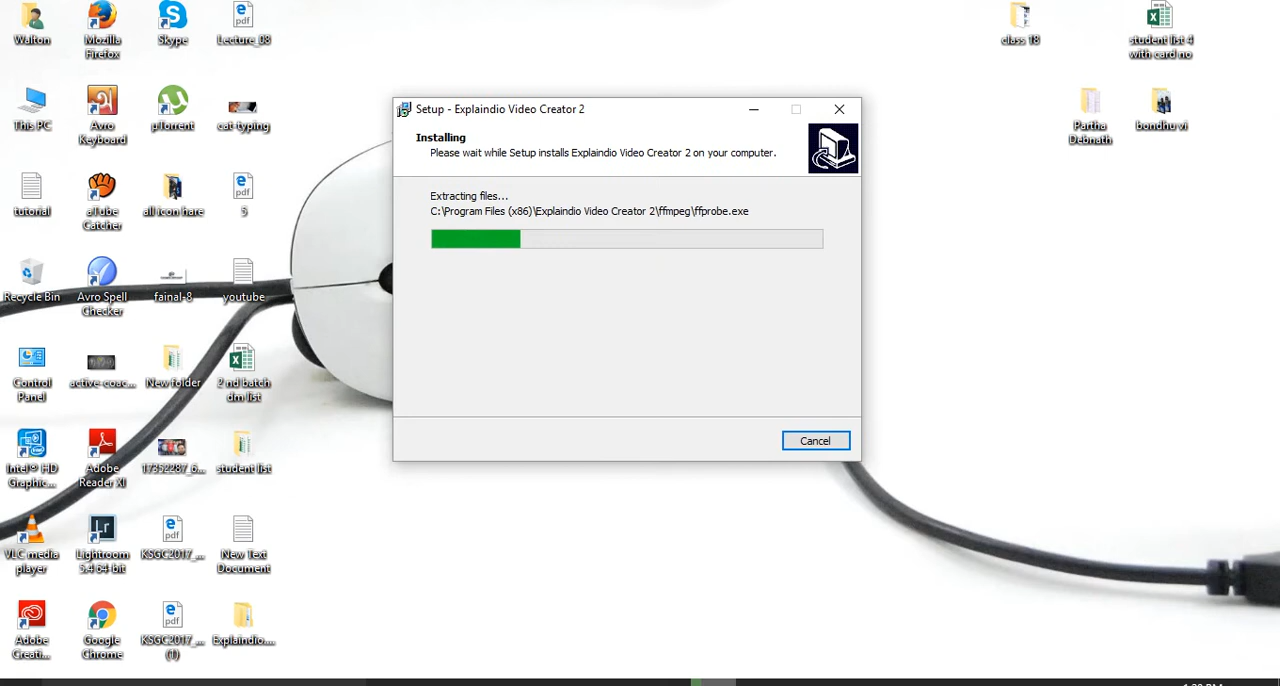 Walton
Mozilla
Firefox
Skype
Lecture_08
This PC
Avro
Keyboard
µTorrent
cat-typing
tutorial
aTube
Catcher
all icon hare
5
Recycle Bin
Avro Spell
Checker
fainal-8
youtube
Control
Panel
active-coac...
New folder
2 nd batch
dm list
Intel® HD
Graphic...
Adobe
Reader XI
17352287_6...
student list
VLC media
player
Lightroom
5.4 64-bit
KSGC2017_...
New Text
Document
Adobe
Creati...
Google
Chrome
KSGC2017_...
(1)
Explaindio....
Setup - Explaindio Video Creator 2
Installing
Please wait while Setup installs Explaindio Video Creator 2 on your computer.
Extracting files...
C:\Program Files (x86)\Explaindio Video Creator 2\ffmpeg\ffprobe.exe
Cancel
class 18
student list 4
with card no
Partha
Debnath
bondhu vi